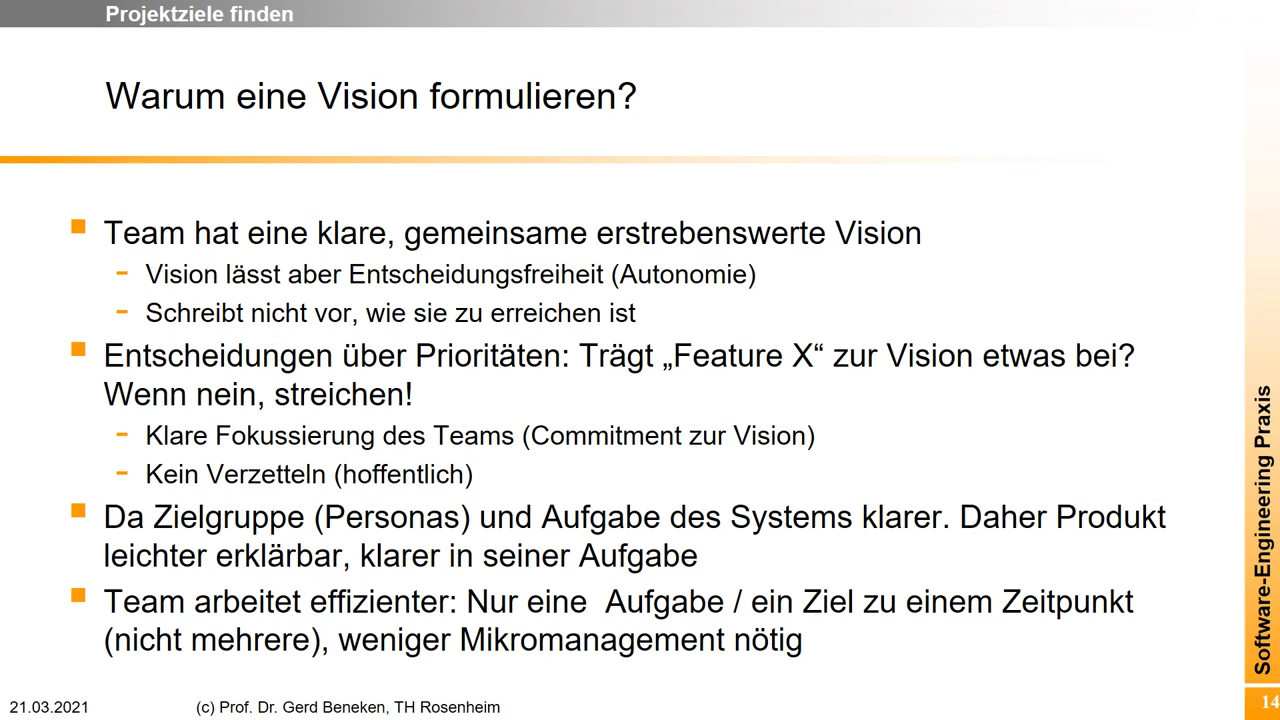 Projektziele finden
Warum eine Vision formulieren?
Team hat eine klare, gemeinsame erstrebenswerte Vision
- Vision lässt aber Entscheidungsfreiheit (Autonomie)
- Schreibt nicht vor, wie sie zu erreichen ist
Entscheidungen über Prioritäten: Trägt „Feature X“ zur Vision etwas bei?
Wenn nein, streichen!
- Klare Fokussierung des Teams (Commitment zur Vision)
- Kein Verzetteln (hoffentlich)
Da Zielgruppe (Personas) und Aufgabe des Systems klarer. Daher Produkt
leichter erklärbar, klarer in seiner Aufgabe
Team arbeitet effizienter: Nur eine  Aufgabe / ein Ziel zu einem Zeitpunkt
(nicht mehrere), weniger Mikromanagement nötig
Software-Engineering Praxis
21.03.2021
(c) Prof. Dr. Gerd Beneken, TH Rosenheim
14